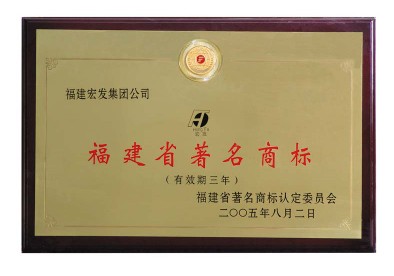 福建宏发集团公司
福建省著名商标
(有效期三年)
福建省著名商标认定委员会
二〇〇五年八月二日